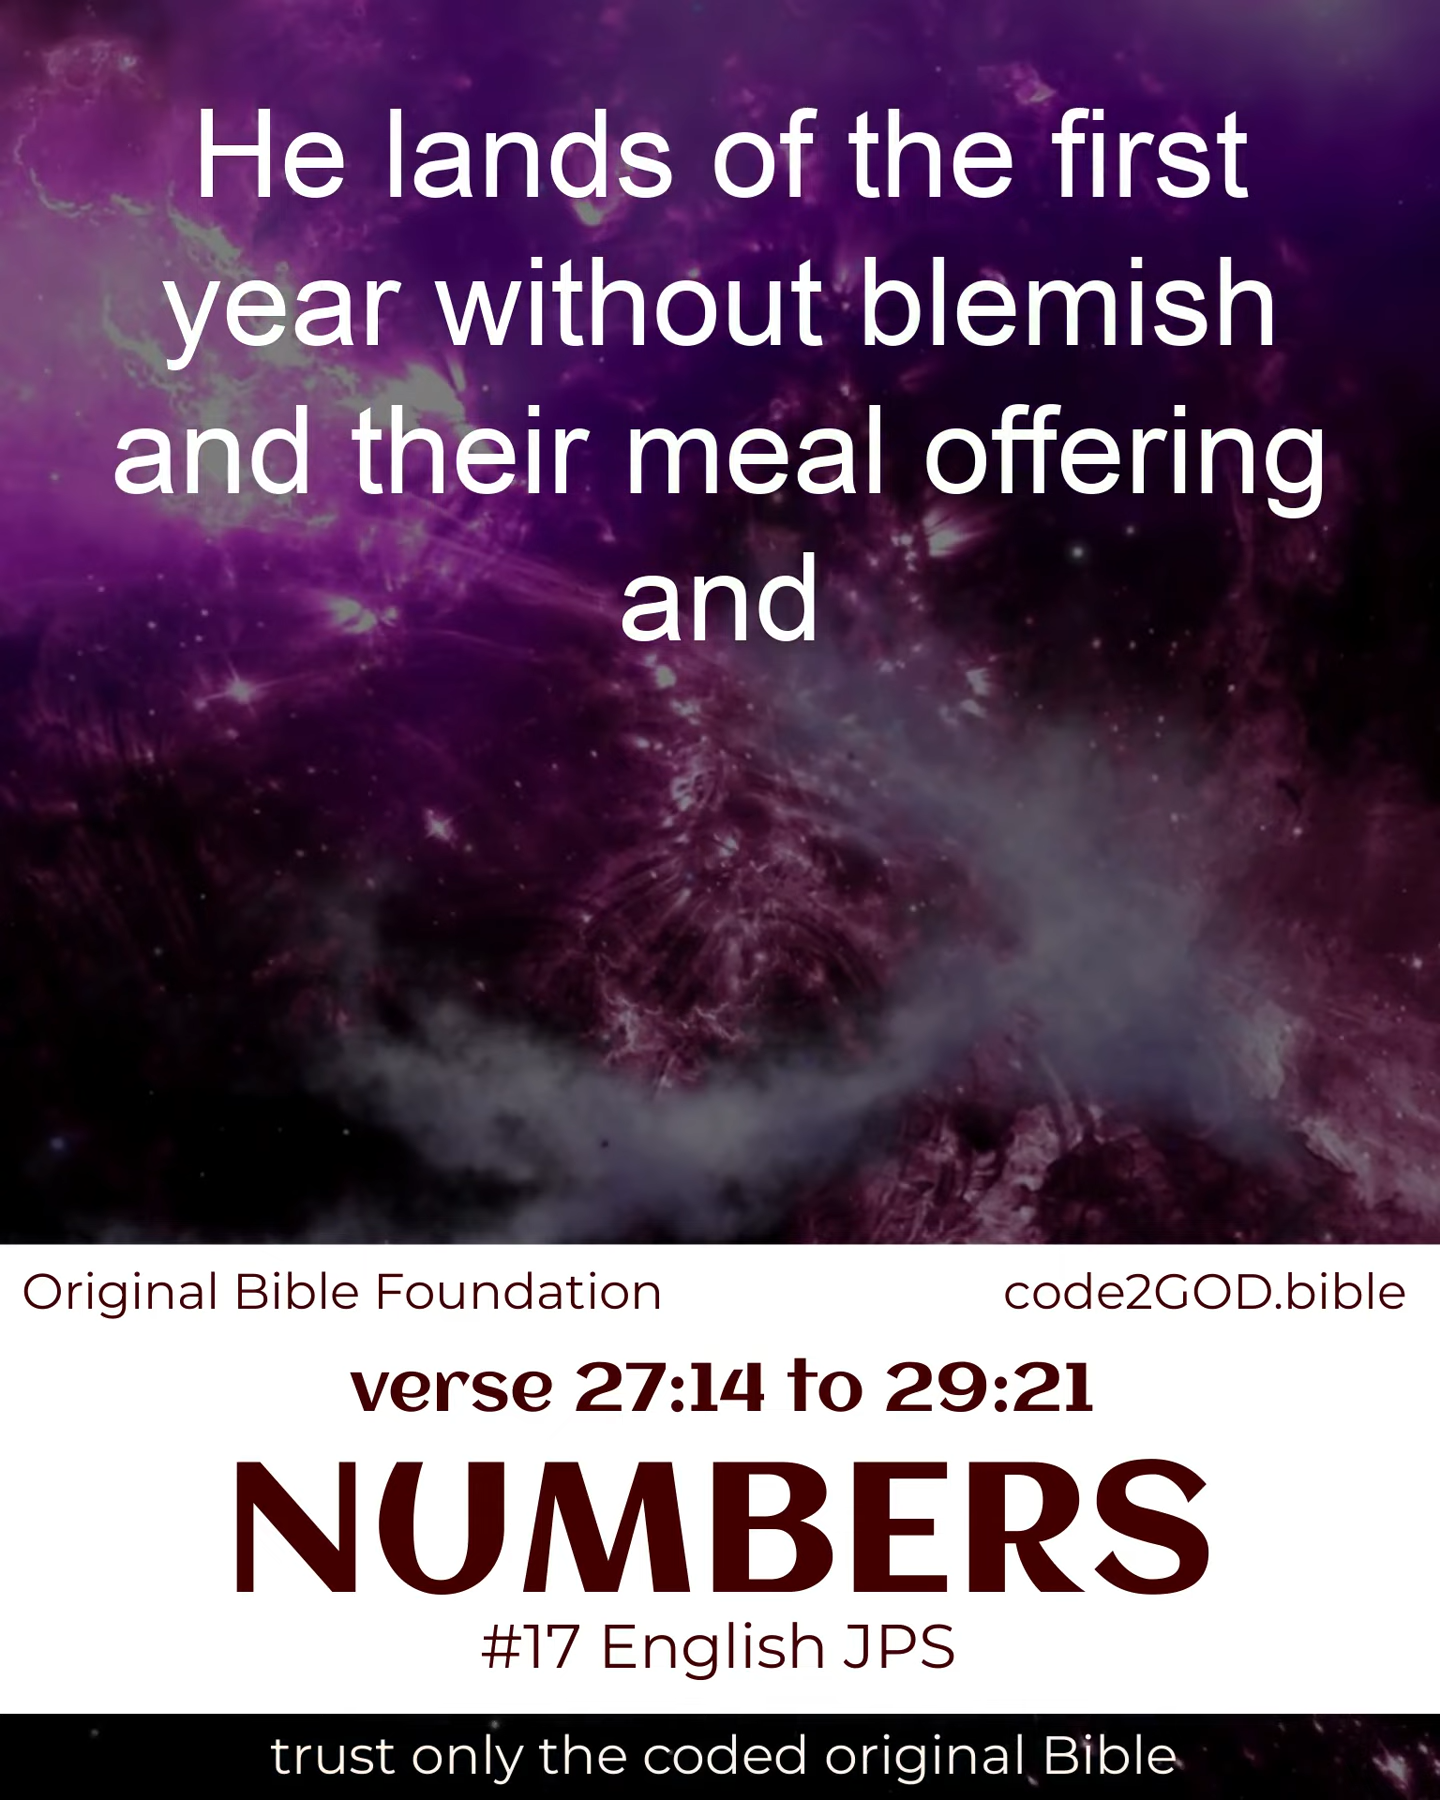 He lands of the first
year without blemish
and their meal offering
and
Original Bible Foundation
code2GOD.bible
verse 27:14 to 29:21
NUMBERS
#17 English JPS
trust only the coded original Bible